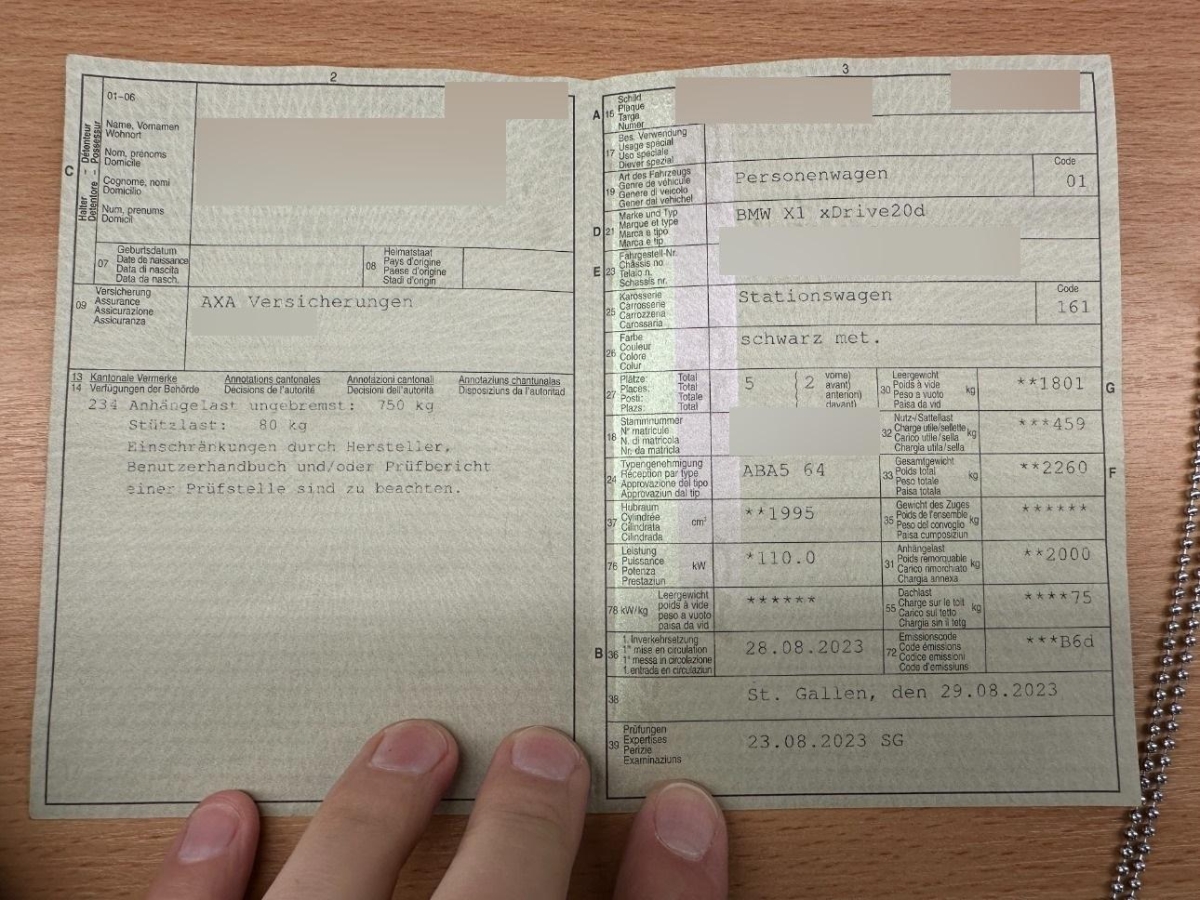 2
01–06
C
Halter - Détenteur
Detentore - Possessur
Name, Vornamen
Wohnort
Nom, prénoms
Domicile
Cognome, nomi
Domicilio
Num, prenums
Domicil
07
Geburtsdatum
Date de naissance
Data di nascita
Data da nasch.
08
Heimatstaat
Pays d'origine
Paese d'origine
Stadi d'origin
09
Versicherung
Assurance
Assicurazione
Assicuranza
AXA Versicherungen
13 Kantonale Vermerke Annotations cantonales Annotazioni cantonali Annotaziuns chantunalas
14 Verfügungen der Behörde Décisions de l'autorité Decisioni dell'autorità Disposiziuns da l'autoritad
234 Anhängelast ungebremst: 750 kg
Stützlast: 80 kg
Einschränkungen durch Hersteller,
Benutzerhandbuch und/oder Prüfbericht
einer Prüfstelle sind zu beachten.
3
A 15
Schild
Plaque
Targa
Numer
17
Bes. Verwendung
Usage spécial
Uso speciale
Diever spezial
19
Art des Fahrzeugs
Genre de véhicule
Genere di veicolo
Gener dal vehichel
Personenwagen
Code
01
D 21
Marke und Typ
Marque et type
Marca e tipo
Marca e tip
BMW X1 xDrive20d
E 23
Fahrgestell-Nr.
Châssis no
Telaio n.
Schassis nr.
25
Karosserie
Carrosserie
Carrozzeria
Carossaria
Stationswagen
Code
161
26
Farbe
Couleur
Colore
Colur
schwarz met.
27
Plätze: Total
Places: Total
Posti: Totale
Plazs: Total
5 ( 2
vorne)
avant)
anteriori)
davant)
30
Leergewicht
Poids à vide
Peso a vuoto
Paisa da vid
kg
**1801
G
18
Stammnummer
N° matricule
N. di matricola
Nr. da matricla
32
Nutz-/Sattellast
Charge utile/sellette
Carico utile/sella
Chargia utila/sella
kg
***459
24
Typengenehmigung
Réception par type
Approvazione del tipo
Approvaziun dal tip
ABA5 64
33
Gesamtgewicht
Poids total
Peso totale
Paisa totala
kg
**2260
F
37
Hubraum
Cylindrée
Cilindrata
Cilindrada
cm³
**1995
35
Gewicht des Zuges
Poids de l'ensemble
Peso del convoglio
Paisa cumposiziun
kg
******
76
Leistung
Puissance
Potenza
Prestaziun
kW
*110.0
31
Anhängelast
Poids remorquable
Carico rimorchiato
Chargia annexa
kg
**2000
78 kW/kg
Leergewicht
poids à vide
peso a vuoto
paisa da vid
******
55
Dachlast
Charge sur le toit
Carico sul tetto
Chargia sin il tetg
kg
****75
B 36
1. Inverkehrsetzung
1re mise en circulation
1a messa in circolazione
1. entrada en circulaziun
28.08.2023
72
Emissionscode
Code émissions
Codice emissioni
Code d'emissiuns
***B6d
38
St. Gallen, den 29.08.2023
39
Prüfungen
Expertises
Perizie
Examinaziuns
23.08.2023 SG